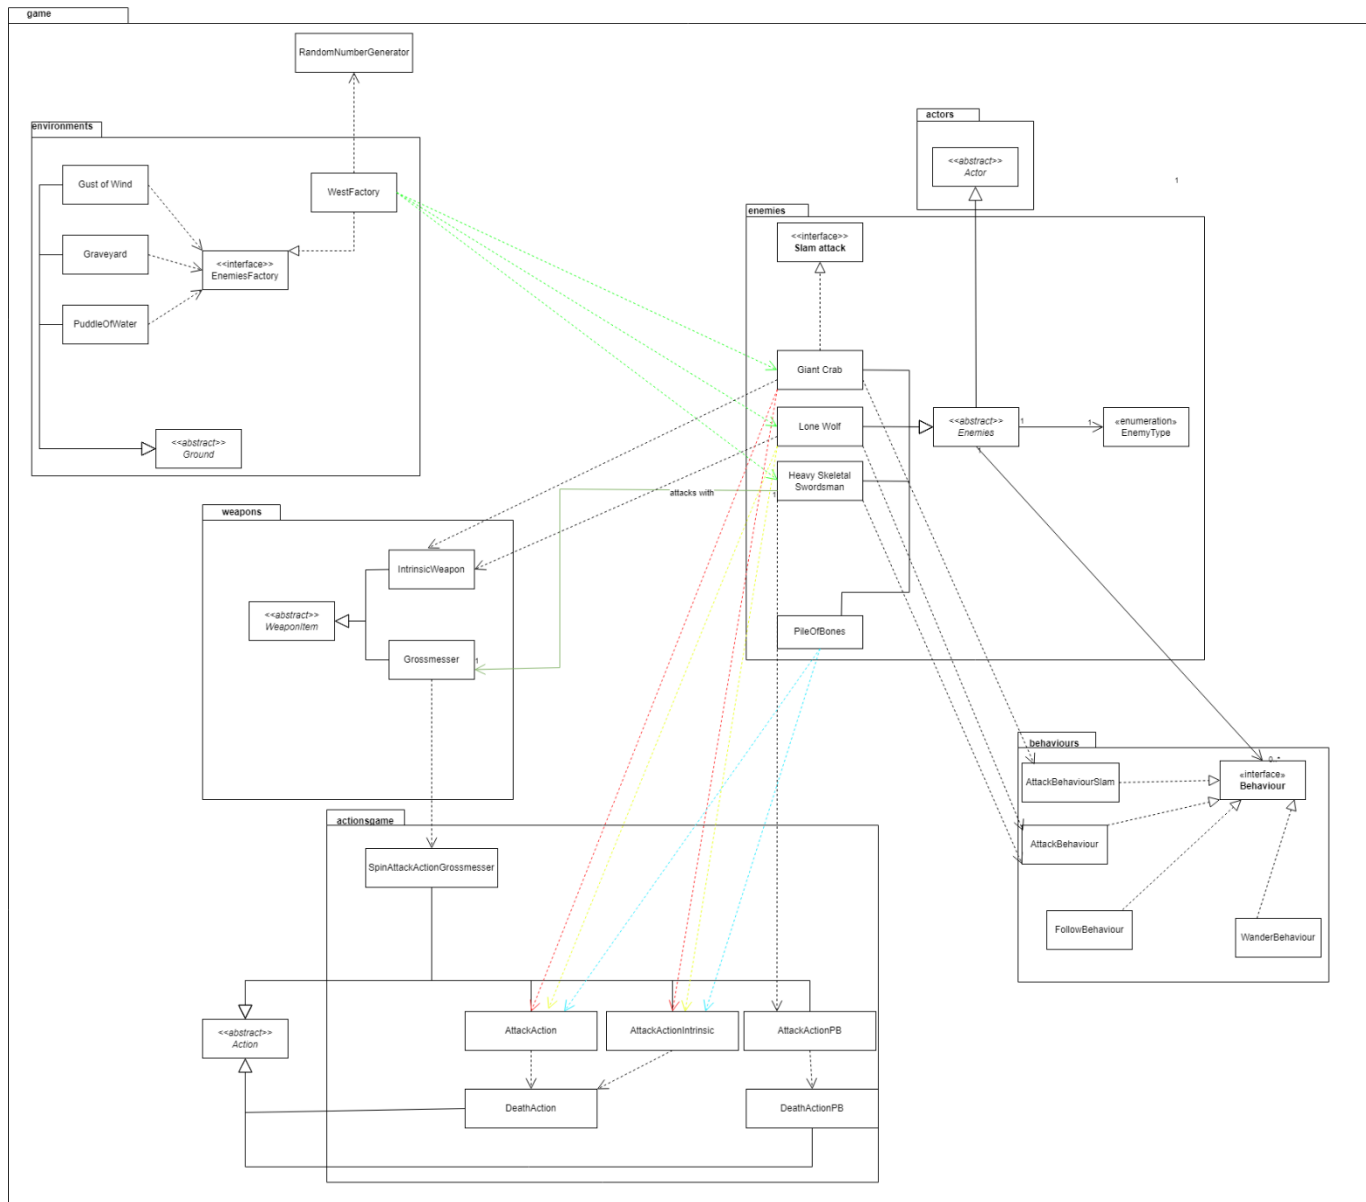 game
RandomNumberGenerator
environments
Gust of Wind
WestFactory
Graveyard
<<interface>>
EnemiesFactory
PuddleOfWater
<<abstract>>
Ground
actors
<<abstract>>
Actor
1
enemies
<<interface>>
Slam attack
Giant Crab
Lone Wolf
<<abstract>>
Enemies
1
1
«enumeration»
EnemyType
1
Heavy Skeletal
Swordsman
attacks with
1
PileOfBones
weapons
IntrinsicWeapon
<<abstract>>
WeaponItem
Grossmesser
1
behaviours
0..*
AttackBehaviourSlam
«interface»
Behaviour
AttackBehaviour
FollowBehaviour
WanderBehaviour
actionsgame
SpinAttackActionGrossmesser
<<abstract>>
Action
AttackAction
AttackActionIntrinsic
AttackActionPB
DeathAction
DeathActionPB